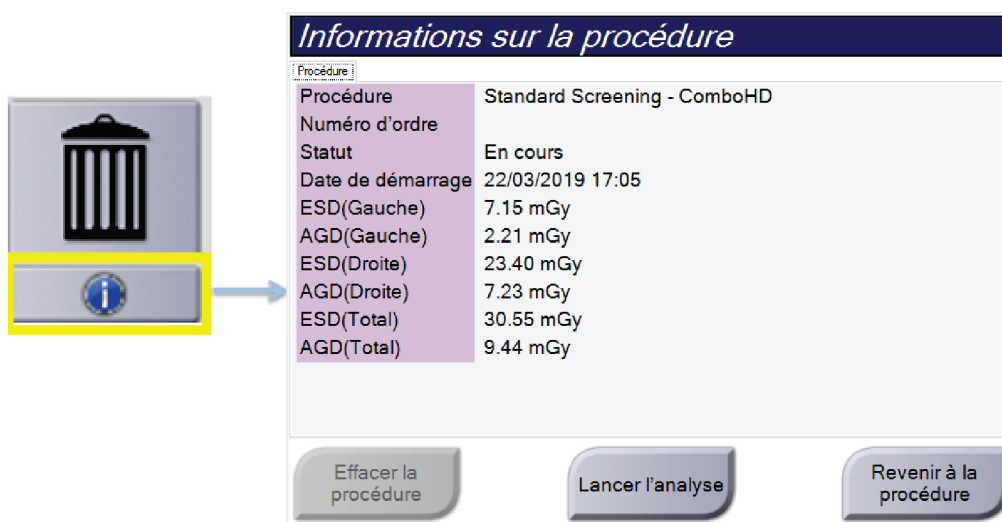 Informations sur la procédure
Procédure
Procédure Standard Screening - ComboHD
Numéro d'ordre
Statut En cours
Date de démarrage 22/03/2019 17:05
ESD(Gauche) 7.15 mGy
AGD(Gauche) 2.21 mGy
ESD(Droite) 23.40 mGy
AGD(Droite) 7.23 mGy
ESD(Total) 30.55 mGy
AGD(Total) 9.44 mGy
Effacer la
procédure
Lancer l'analyse
Revenir à la
procédure